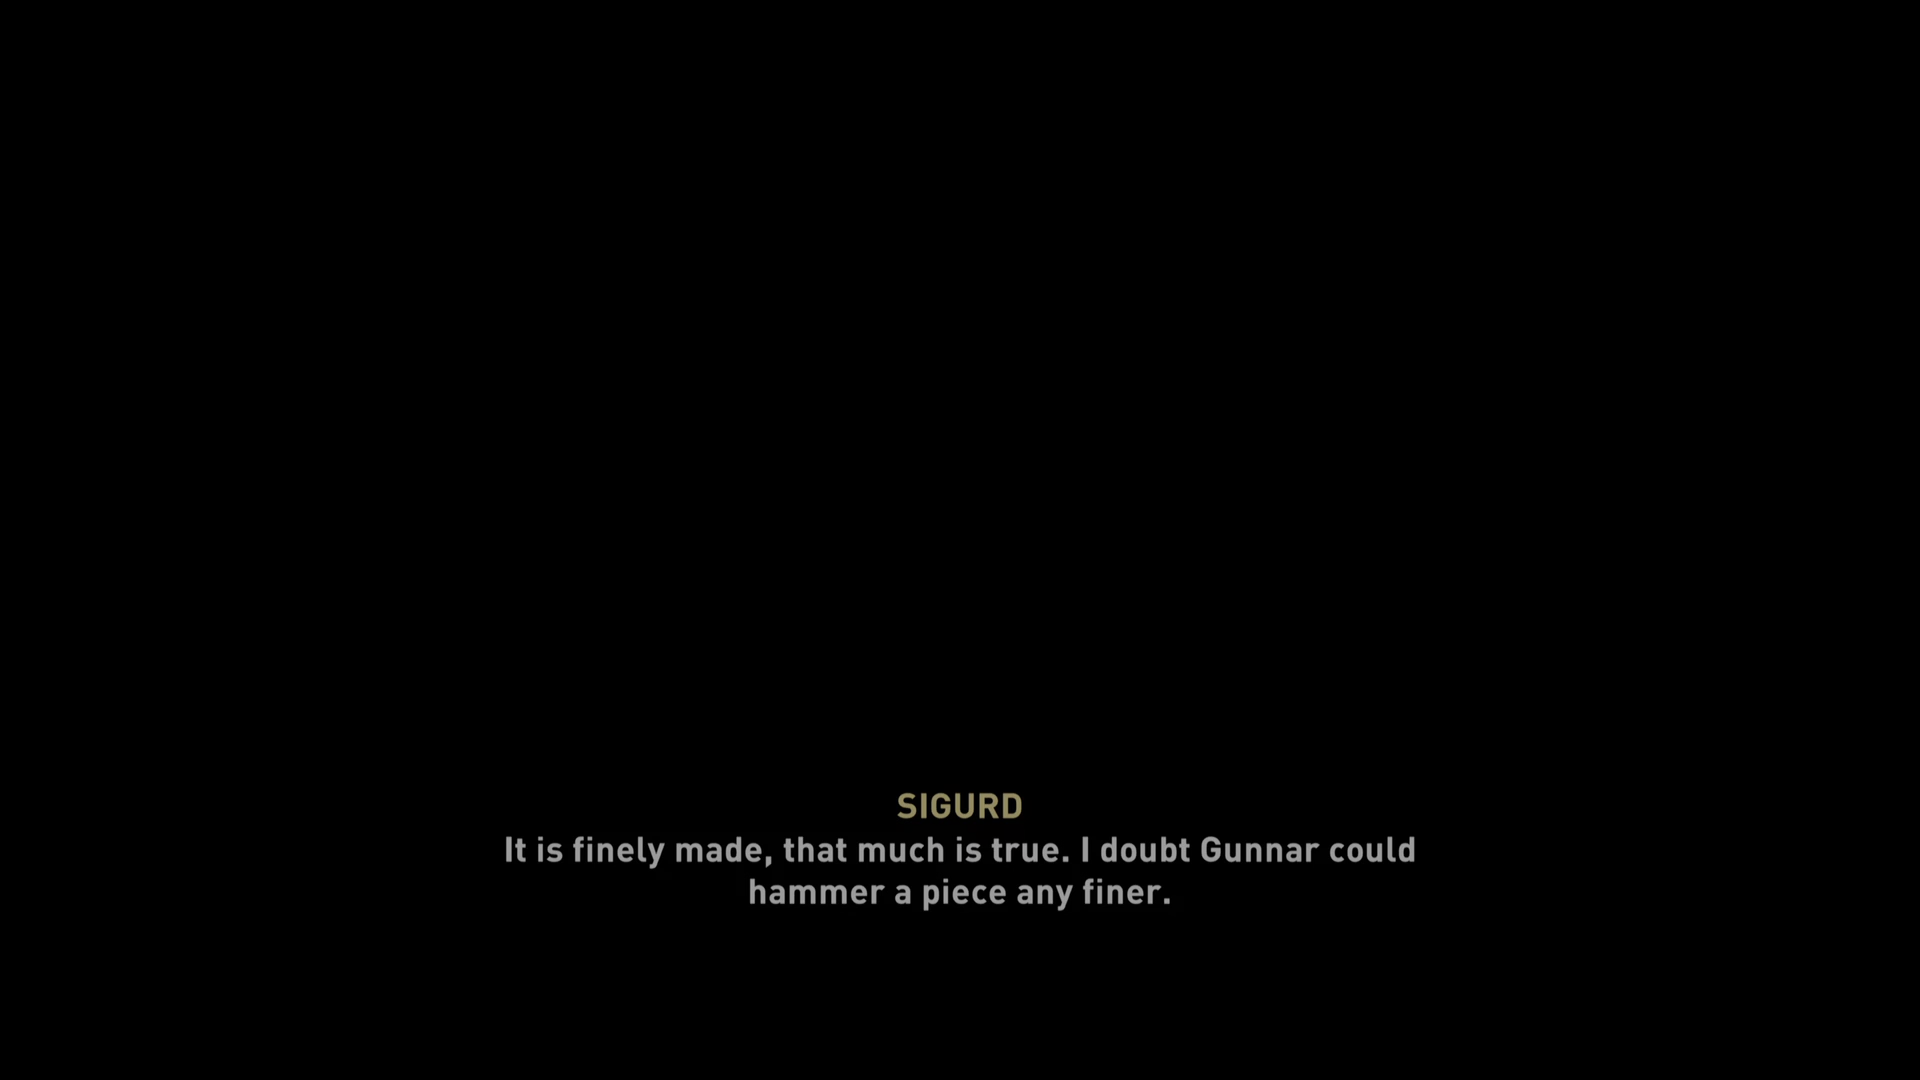 SIGURD
It is finely made, that much is true. I doubt Gunnar could
hammer a piece any finer.